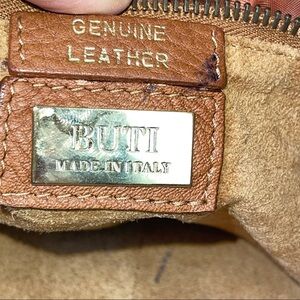 GENUINE
LEATHER
BUTI
MADE IN ITALY